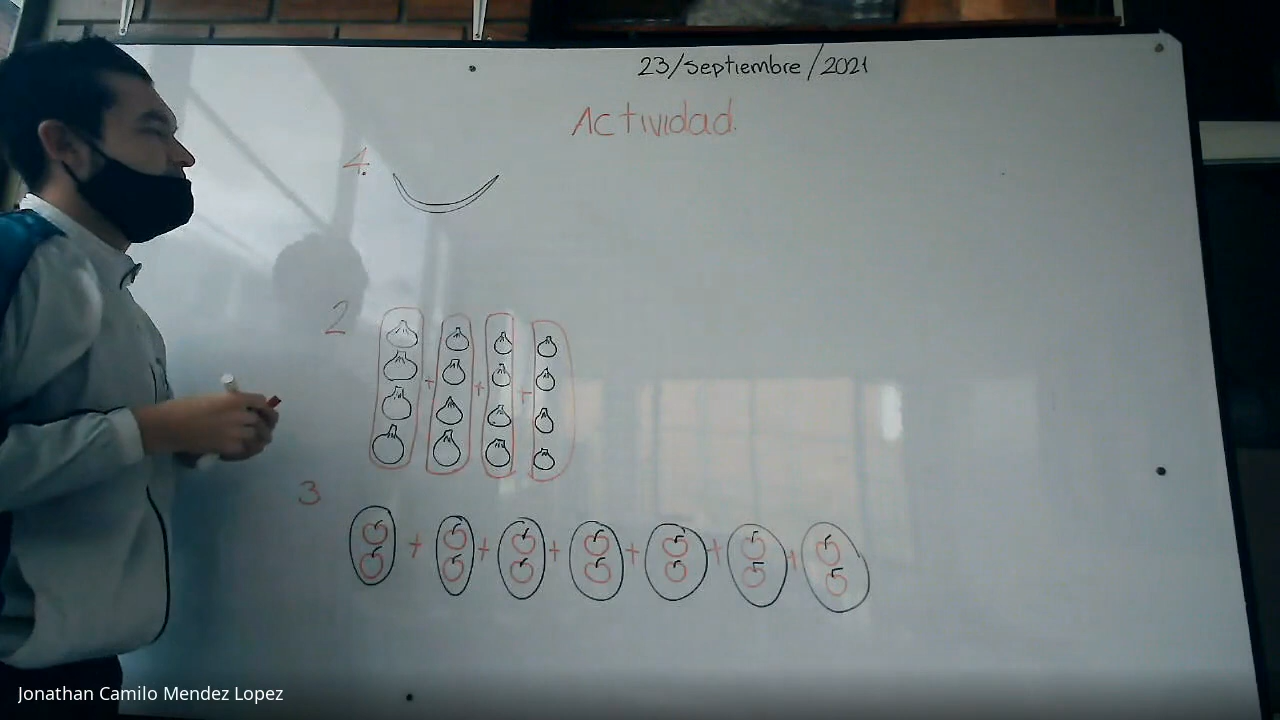 23/septiembre/2021
Actividad.
4.
2
+ + +
3
+ + + + + +
Jonathan Camilo Mendez Lopez